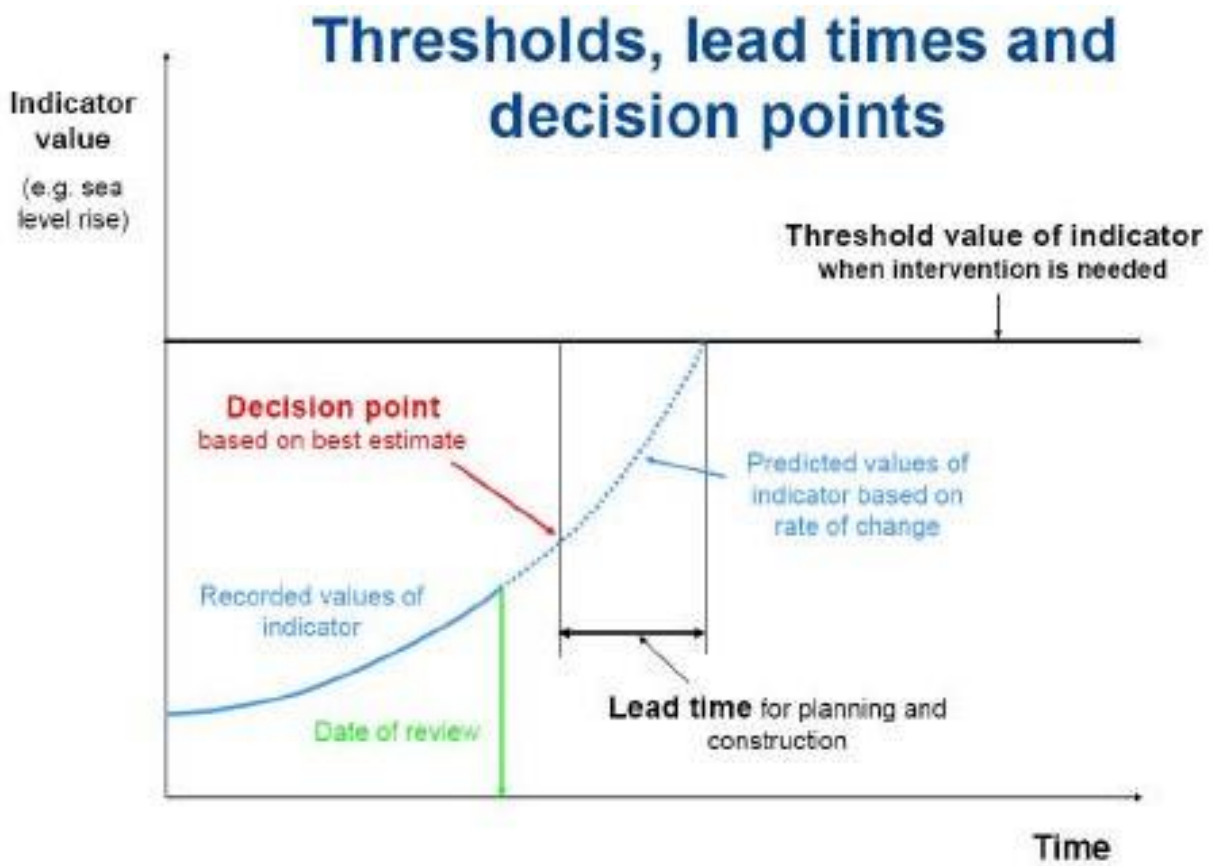 Thresholds, lead times and
decision points
Indicator
value
(e.g. sea
level rise)
Threshold value of indicator
when intervention is needed
Decision point
based on best estimate
Predicted values of
indicator based on
rate of change
Recorded values of
indicator
Date of review
Lead time for planning and
construction
Time